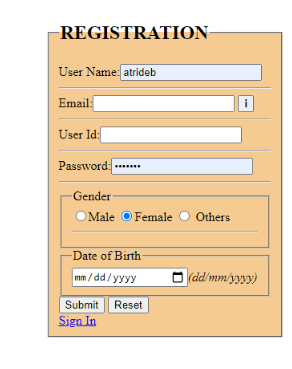 REGISTRATION
User Name: atrideb
Email: i
User Id:
Password: •••••••
Gender
Male Female Others
Date of Birth
mm/dd/yyyy (dd/mm/yyyy)
Submit Reset
Sign In